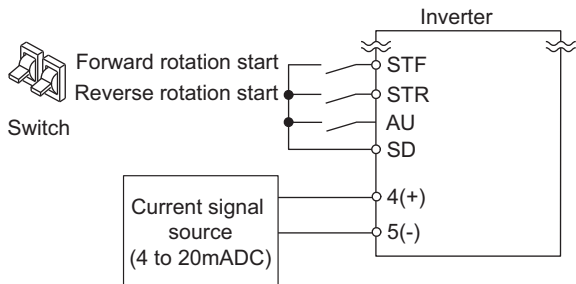 Inverter
Forward rotation start
STF
Reverse rotation start
STR
Switch
AU
SD
Current signal
source
(4 to 20mADC)
4(+)
5(-)